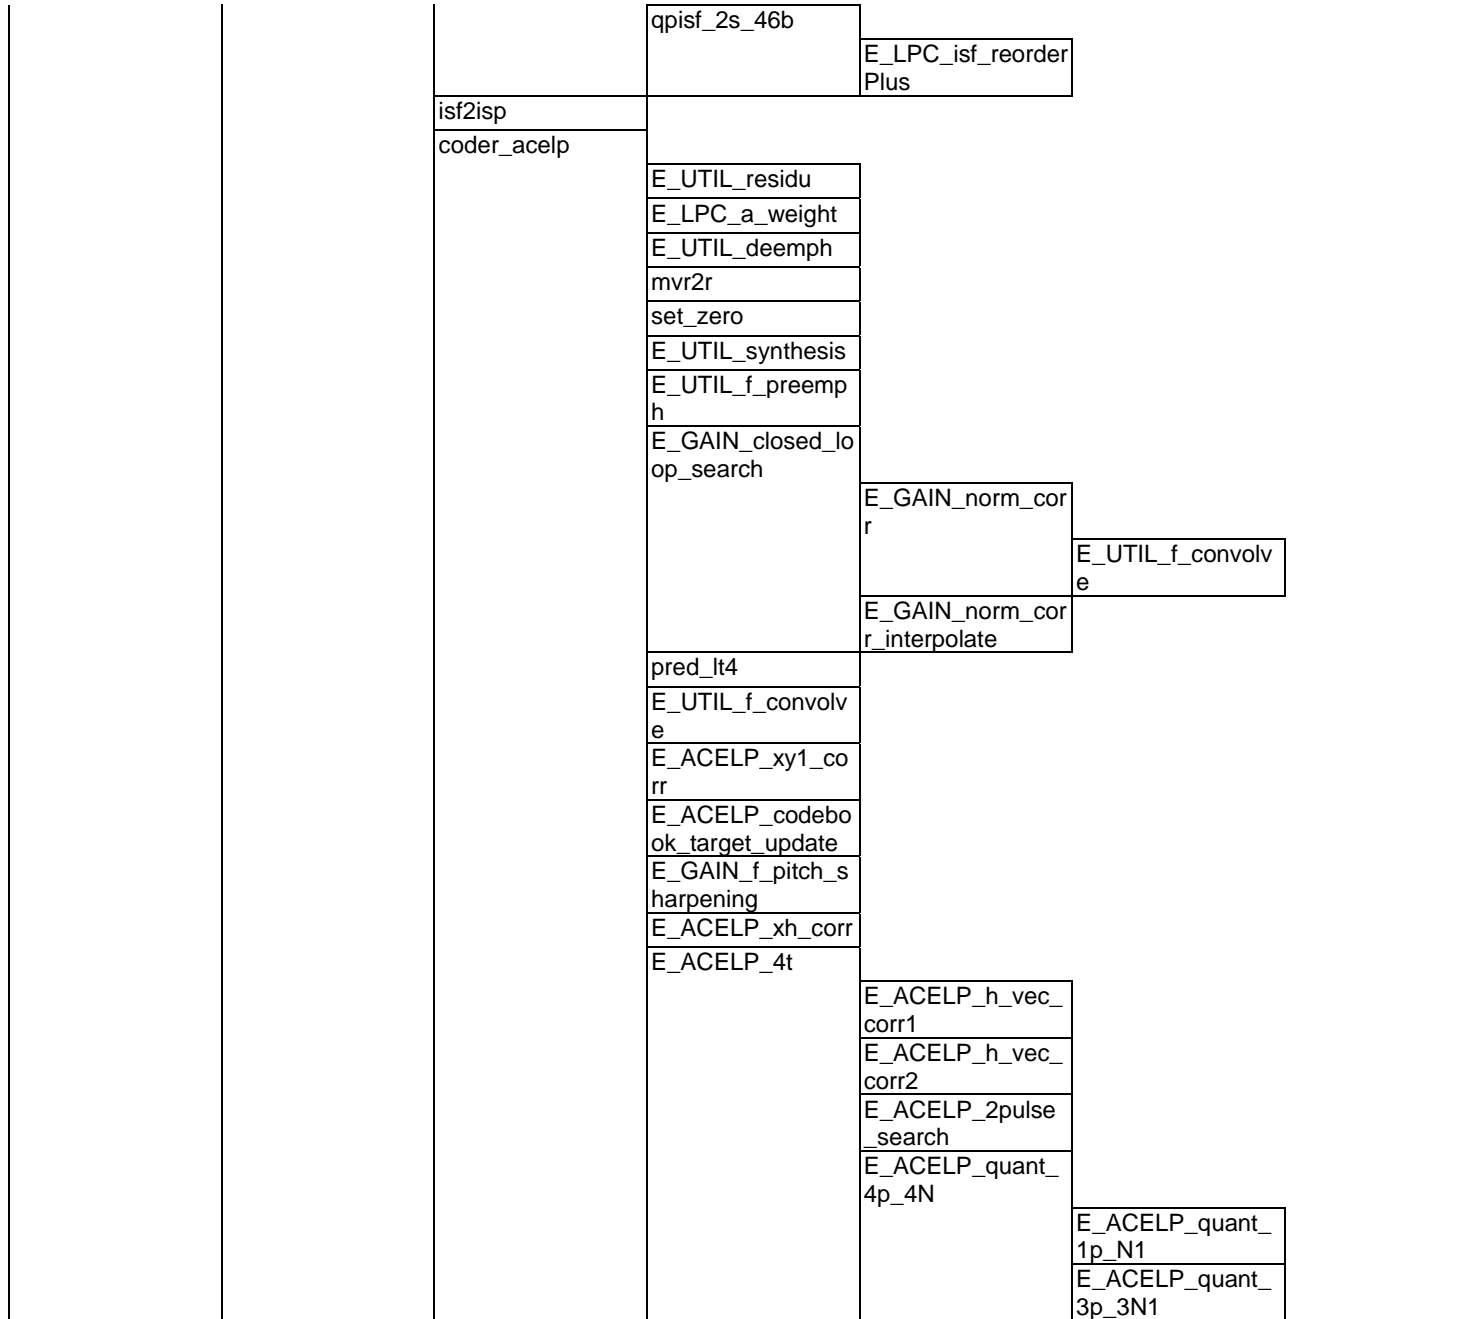 qpisf_2s_46b
E_LPC_isf_reorder
Plus
isf2isp
coder_acelp
E_UTIL_residu
E_LPC_a_weight
E_UTIL_deemph
mvr2r
set_zero
E_UTIL_synthesis
E_UTIL_f_preemp
h
E_GAIN_closed_lo
op_search
E_GAIN_norm_cor
r
E_UTIL_f_convolv
e
E_GAIN_norm_cor
r_interpolate
pred_lt4
E_UTIL_f_convolv
e
E_ACELP_xy1_co
rr
E_ACELP_codebo
ok_target_update
E_GAIN_f_pitch_s
harpening
E_ACELP_xh_corr
E_ACELP_4t
E_ACELP_h_vec_
corr1
E_ACELP_h_vec_
corr2
E_ACELP_2pulse
_search
E_ACELP_quant_
4p_4N
E_ACELP_quant_
1p_N1
E_ACELP_quant_
3p_3N1